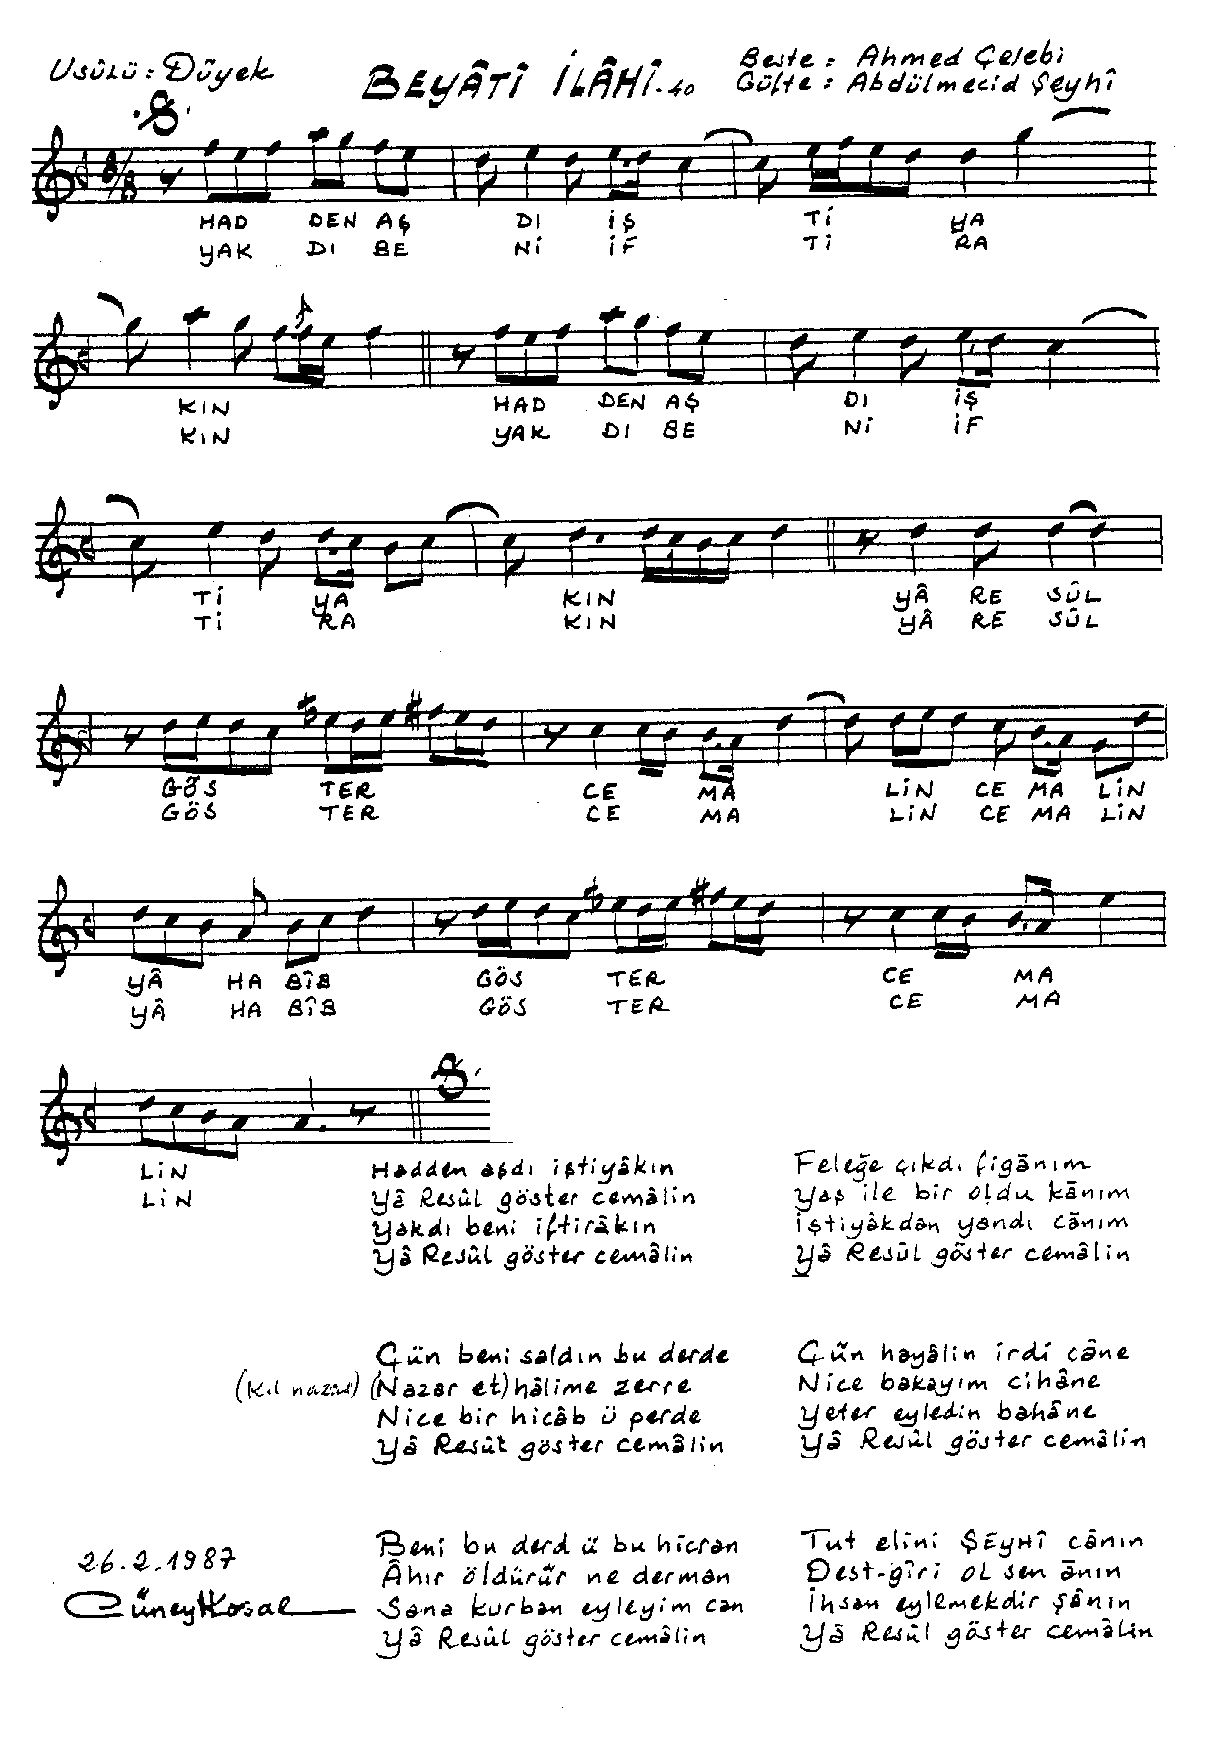 Usûlü: Düyek
BEYÂTÎ İLÂHÎ.40
Beste: Ahmed Çelebi
Güfte: Abdülmecid Şeyhî
8/8
HAD DEN AŞ DI İŞ Tİ YA
YAK DI BE Nİ İF Tİ RA
KIN HAD DEN AŞ DI İŞ
KIN YAK DI BE Nİ İF
Tİ YA KIN YÂ RE SÛL
Tİ RA KIN YÂ RE SÛL
GÖS TER CE MA LİN CE MA LİN
GÖS TER CE MA LİN CE MA LİN
YÂ HA BÎB GÖS TER CE MA
YÂ HA BÎB GÖS TER CE MA
LİN
LİN
Hadden aşdı iştiyâkın
Yâ Resûl göster cemâlin
Yakdı beni iftirâkın
Yâ Resûl göster cemâlin
Feleğe çıkdı figânım
Yaş ile bir oldu kânım
İştiyâkdan yandı cânım
Yâ Resûl göster cemâlin
Çün beni saldın bu derde
(Kıl nazar) (Nazar et) hâlime zerre
Nice bir hicâb ü perde
Yâ Resûl göster cemâlin
Çün hayâlin irdi câne
Nice bakayım cihâne
Yeter eyledin bahâne
Yâ Resûl göster cemâlin
Beni bu derd ü bu hicran
Âhır öldürür ne derman
Sana kurban eyleyim can
Yâ Resûl göster cemâlin
Tut elini ŞEYHÎ cânın
Dest-gîri ol sen ânın
İhsan eylemekdir şânın
Yâ Resûl göster cemâlin
26.2.1987
Cüneyt Kosal